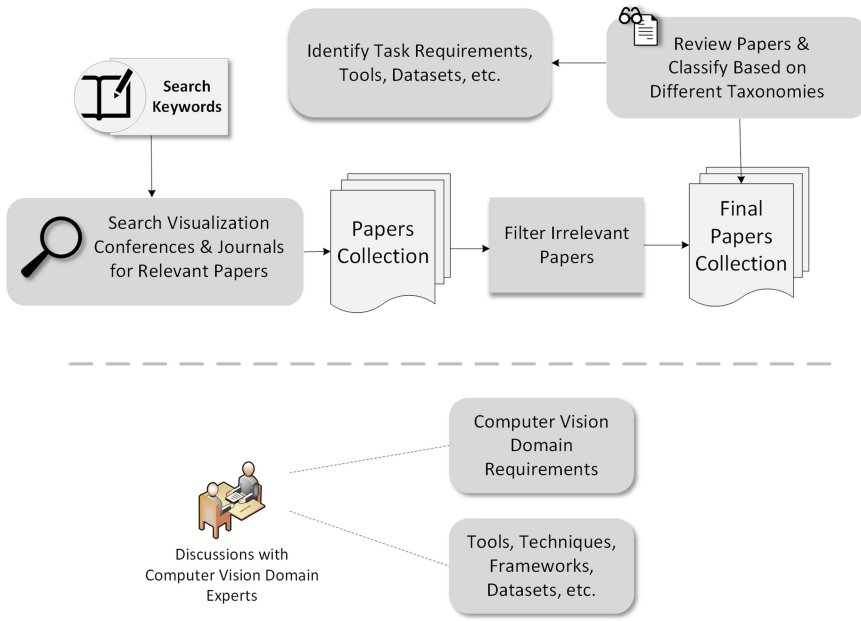 Identify Task Requirements,
Tools, Datasets, etc.
Review Papers &
Classify Based on
Different Taxonomies
Search
Keywords
Search Visualization
Conferences & Journals
for Relevant Papers
Papers
Collection
Filter Irrelevant
Papers
Final
Papers
Collection
Computer Vision
Domain
Requirements
Discussions with
Computer Vision Domain
Experts
Tools, Techniques,
Frameworks,
Datasets, etc.